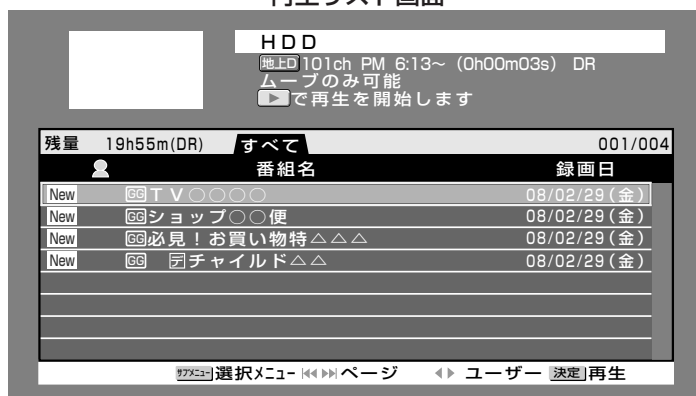 再生リスト画面
HDD
地上D 101ch PM 6:13~ (0h00m03s) DR
ムーブのみ可能
▶で再生を開始します
残量 19h55m(DR) すべて 001/004
番組名 録画日
New GG TV○○○○ 08/02/29(金)
New GG ショップ○○便 08/02/29(金)
New GG 必見!お買い物特△△△ 08/02/29(金)
New GG デチャイルド△△ 08/02/29(金)
サブメニュー 選択メニュー ⏮⏭ページ ◀▶ ユーザー 決定 再生